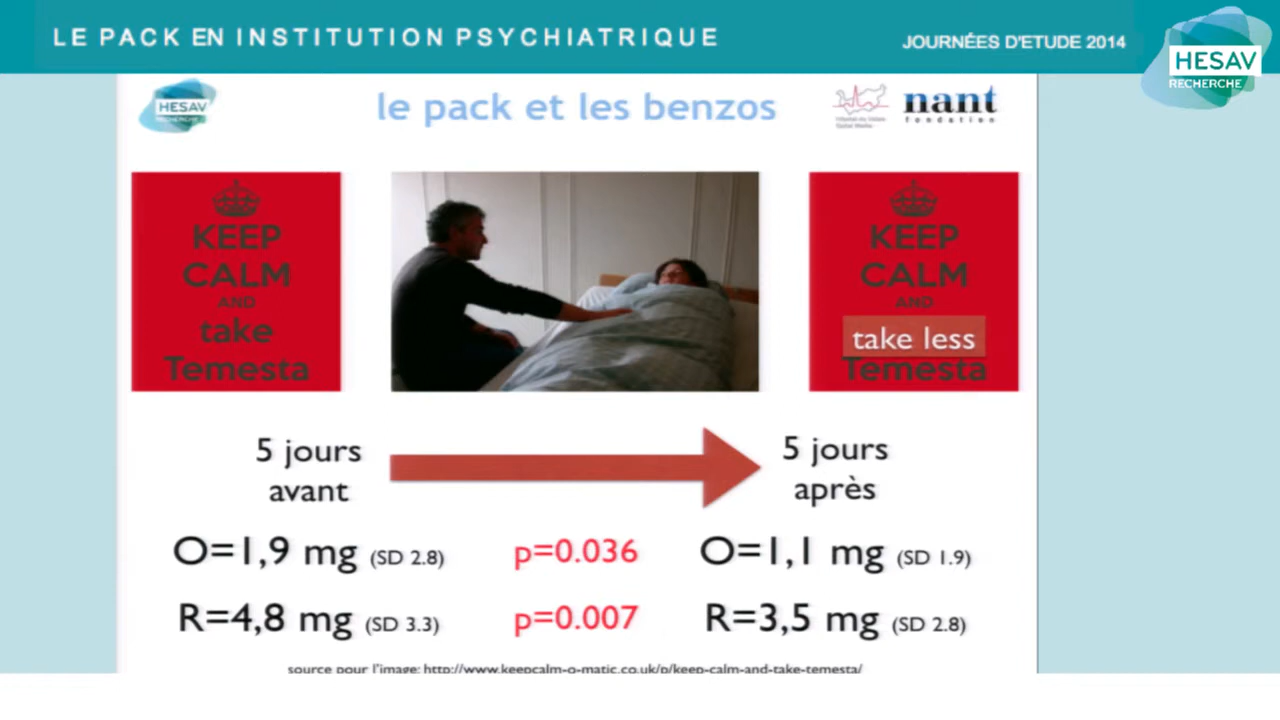 LE PACK EN INSTITUTION PSYCHIATRIQUE
JOURNÉES D'ETUDE 2014
HESAV
RECHERCHE
HESAV
RECHERCHE
le pack et les benzos
nant
fondation
KEEP
CALM
AND
take
Temesta
KEEP
CALM
AND
take less
Temesta
5 jours
avant
5 jours
après
O=1,9 mg (SD 2.8)
p=0.036
O=1,1 mg (SD 1.9)
R=4,8 mg (SD 3.3)
p=0.007
R=3,5 mg (SD 2.8)
source pour l'image: http://www.keepcalm-o-matic.co.uk/p/keep-calm-and-take-temesta/